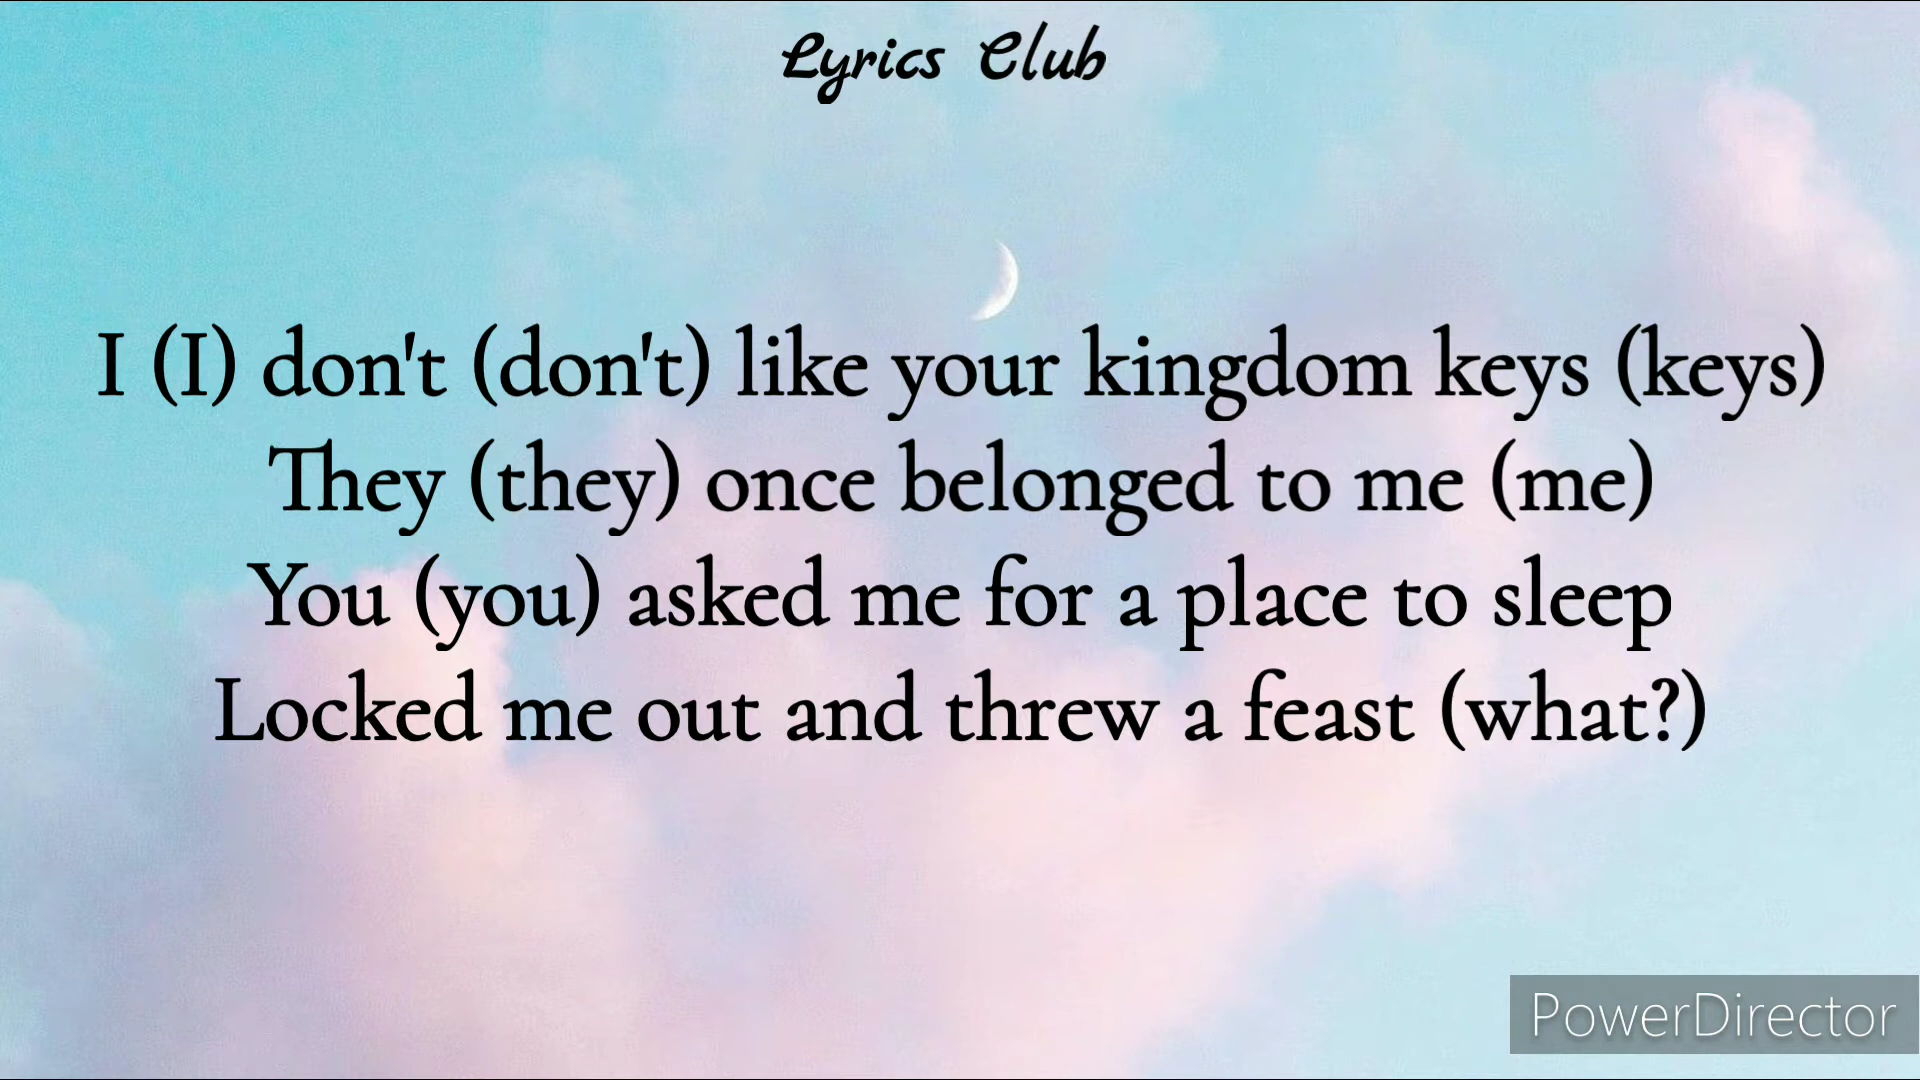 Lyrics Club
I (I) don't (don't) like your kingdom keys (keys)
They (they) once belonged to me (me)
You (you) asked me for a place to sleep
Locked me out and threw a feast (what?)
PowerDirector